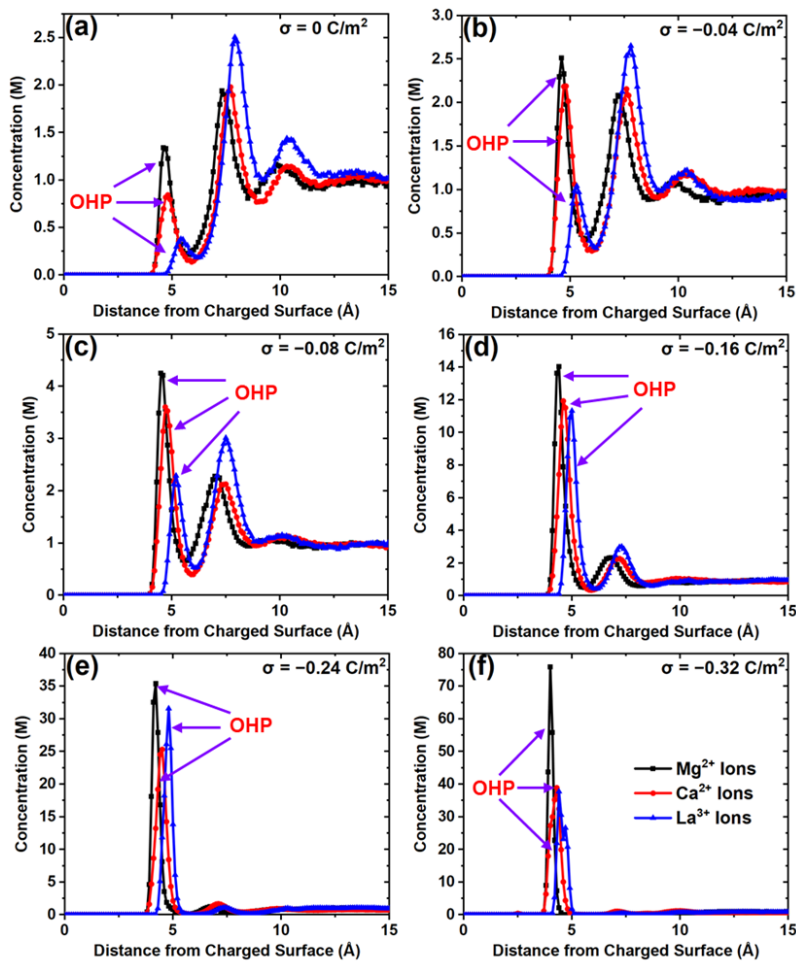 (a)
σ = 0 C/m²
Concentration (M)
2.5
2.0
1.5
1.0
0.5
0.0
OHP
0 5 10 15
Distance from Charged Surface (Å)
(b)
σ = −0.04 C/m²
Concentration (M)
3.0
2.4
1.8
1.2
0.6
0.0
OHP
0 5 10 15
Distance from Charged Surface (Å)
(c)
σ = −0.08 C/m²
Concentration (M)
5
4
3
2
1
0
OHP
0 5 10 15
Distance from Charged Surface (Å)
(d)
σ = −0.16 C/m²
Concentration (M)
16
14
12
10
8
6
4
2
0
OHP
0 5 10 15
Distance from Charged Surface (Å)
(e)
σ = −0.24 C/m²
Concentration (M)
40
35
30
25
20
15
10
5
0
OHP
0 5 10 15
Distance from Charged Surface (Å)
(f)
σ = −0.32 C/m²
Concentration (M)
80
70
60
50
40
30
20
10
0
OHP
Mg²⁺ Ions
Ca²⁺ Ions
La³⁺ Ions
0 5 10 15
Distance from Charged Surface (Å)